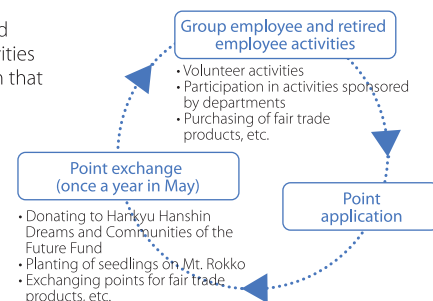 d
vities
n that
Group employee and retired
employee activities
• Volunteer activities
• Participation in activities sponsored
by departments
• Purchasing of fair trade
products, etc.
Point exchange
(once a year in May)
Point
application
• Donating to Hankyu Hanshin
Dreams and Communities of the
Future Fund
• Planting of seedlings on Mt. Rokko
• Exchanging points for fair trade
products, etc.